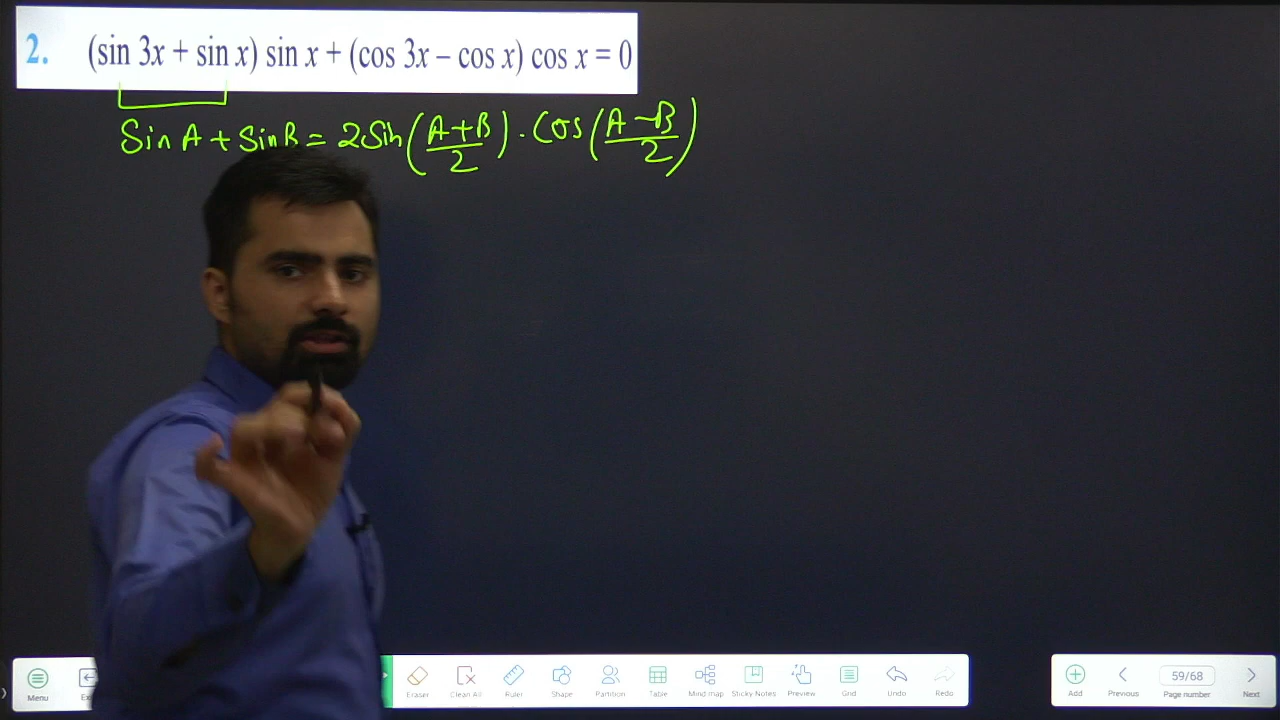 2. (sin 3x + sin x) sin x + (cos 3x – cos x) cos x = 0
Sin A + Sin B = 2 Sin (A+B/2) . Cos (A-B/2)
Menu
Eraser Clean All Ruler Shape Partition Table Mind map Sticky Notes Preview Grid Undo Redo
Add Previous 59/68 Page number Next